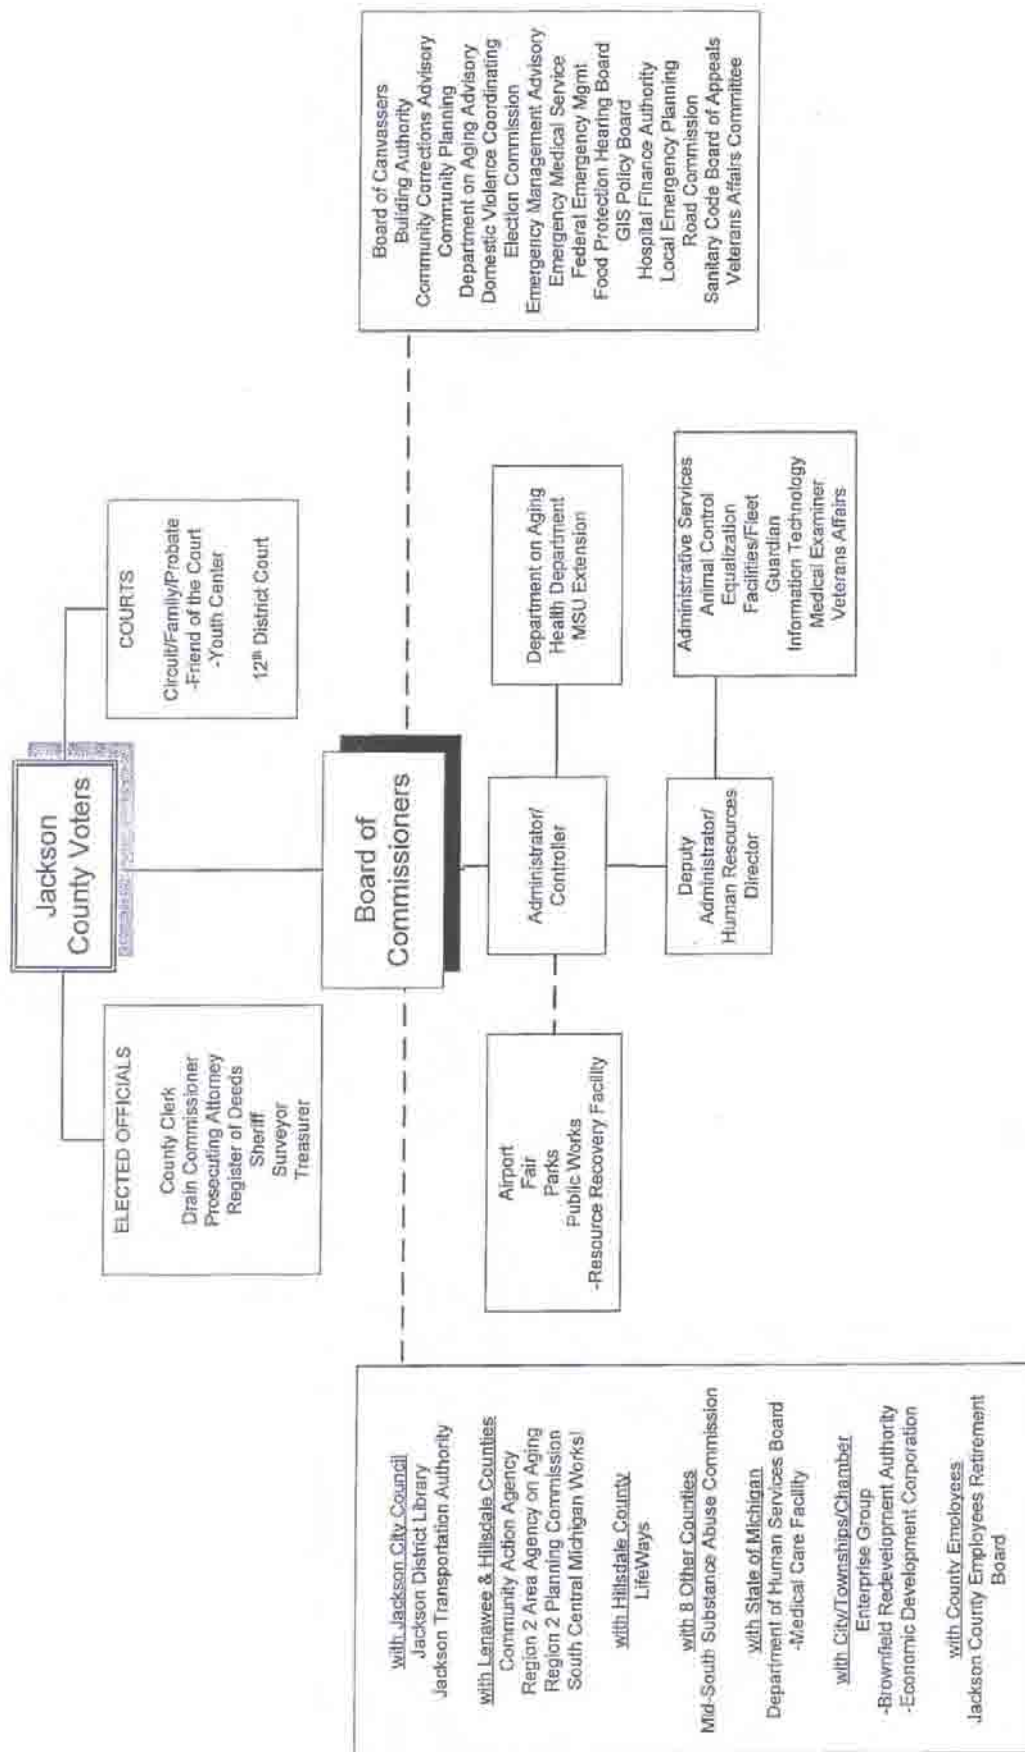 Jackson
County Voters
ELECTED OFFICIALS
County Clerk
Drain Commissioner
Prosecuting Attorney
Register of Deeds
Sheriff
Surveyor
Treasurer
COURTS
Circuit/Family/Probate
-Friend of the Court
-Youth Center
12th District Court
Board of
Commissioners
with Jackson City Council
Jackson District Library
Jackson Transportation Authority
with Lenawee & Hillsdale Counties
Community Action Agency
Region 2 Area Agency on Aging
Region 2 Planning Commission
South Central Michigan Works!
with Hillsdale County
LifeWays
with 8 Other Counties
Mid-South Substance Abuse Commission
with State of Michigan
Department of Human Services Board
-Medical Care Facility
with City/Townships/Chamber
Enterprise Group
-Brownfield Redevelopment Authority
-Economic Development Corporation
with County Employees
Jackson County Employees Retirement
Board
Board of Canvassers
Building Authority
Community Corrections Advisory
Community Planning
Department on Aging Advisory
Domestic Violence Coordinating
Election Commission
Emergency Management Advisory
Emergency Medical Service
Federal Emergency Mgmt
Food Protection Hearing Board
GIS Policy Board
Hospital Finance Authority
Local Emergency Planning
Road Commission
Sanitary Code Board of Appeals
Veterans Affairs Committee
Airport
Fair
Parks
Public Works
-Resource Recovery Facility
Administrator/
Controller
Department on Aging
Health Department
MSU Extension
Deputy
Administrator/
Human Resources
Director
Administrative Services
Animal Control
Equalization
Facilities/Fleet
Guardian
Information Technology
Medical Examiner
Veterans Affairs